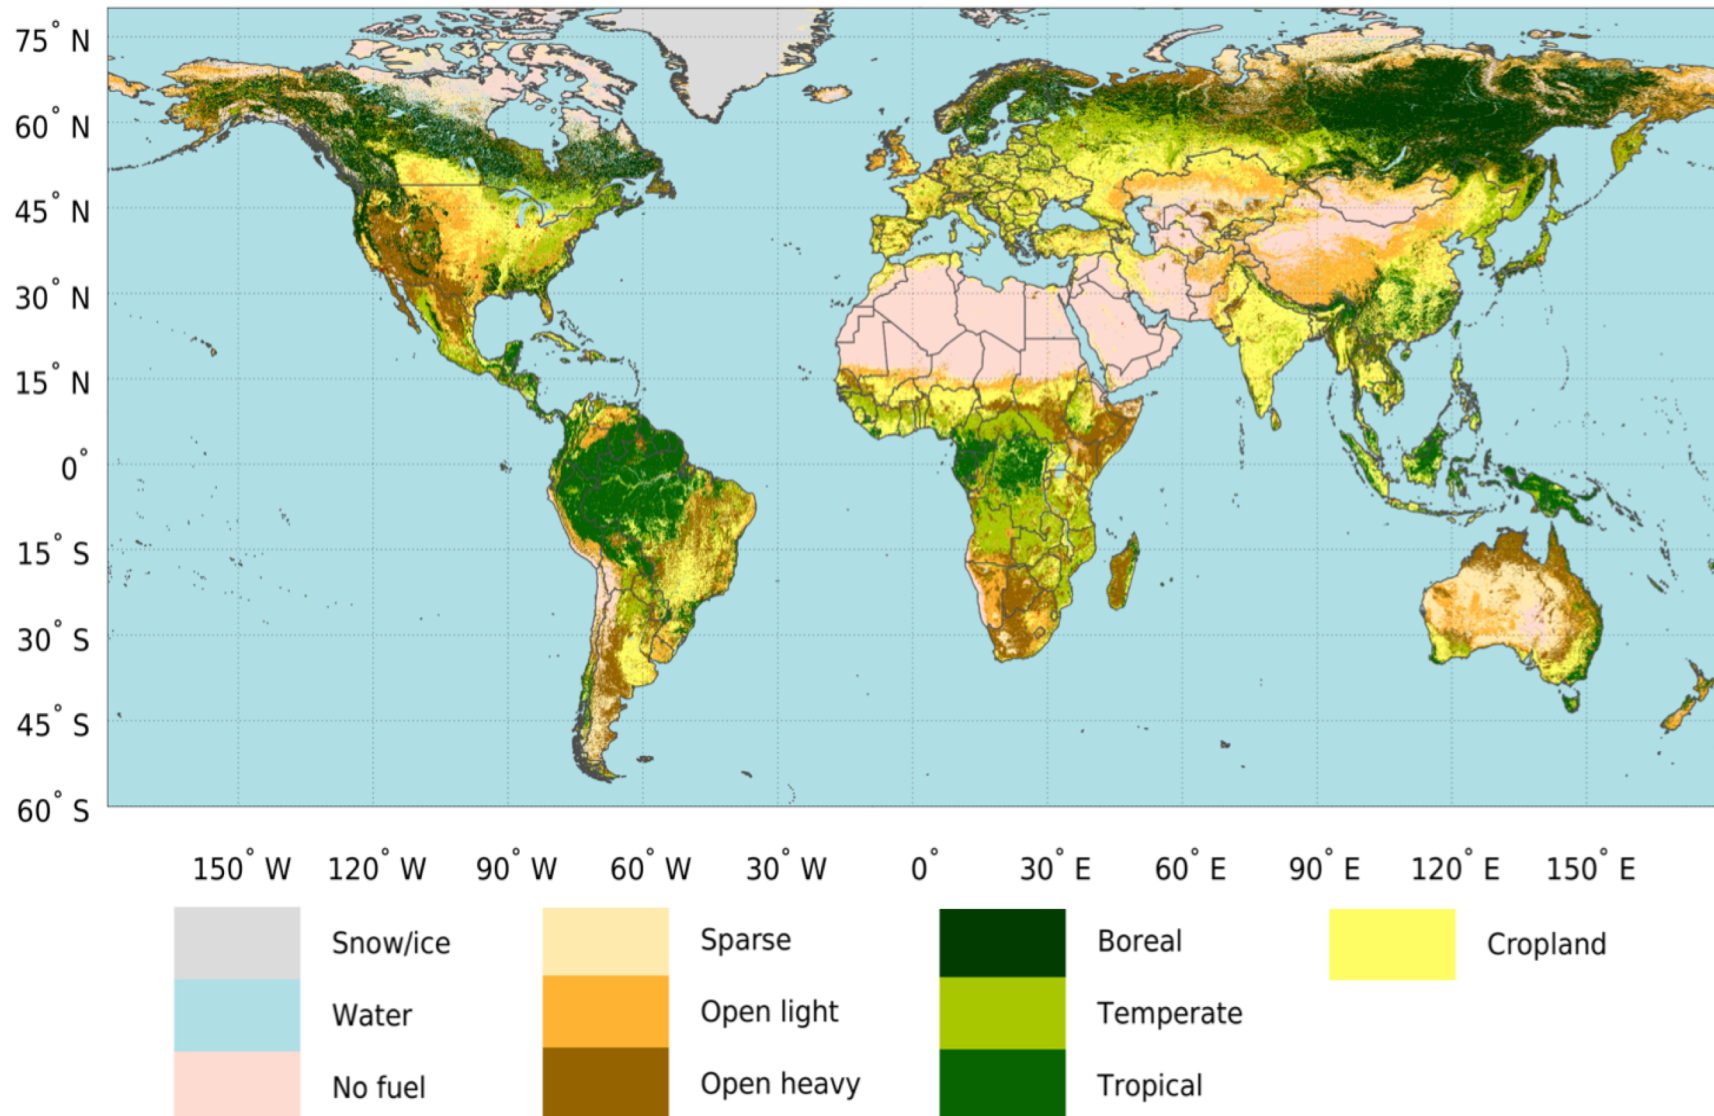 75° N
60° N
45° N
30° N
15° N
0°
15° S
30° S
45° S
60° S
150° W 120° W 90° W 60° W 30° W 0° 30° E 60° E 90° E 120° E 150° E
Snow/ice Sparse Boreal Cropland
Water Open light Temperate
No fuel Open heavy Tropical